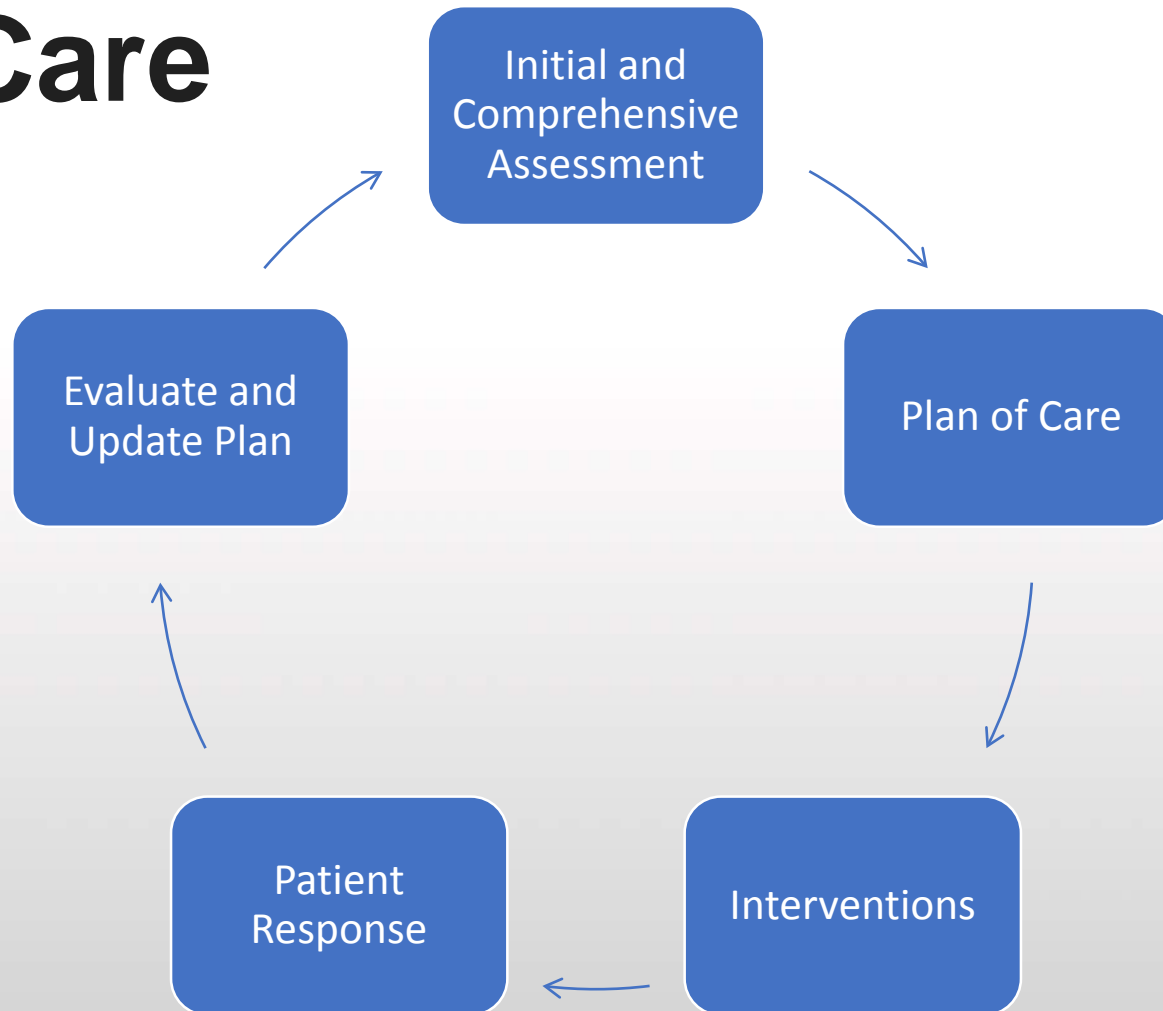 Care
Initial and
Comprehensive
Assessment
Plan of Care
Interventions
Patient
Response
Evaluate and
Update Plan